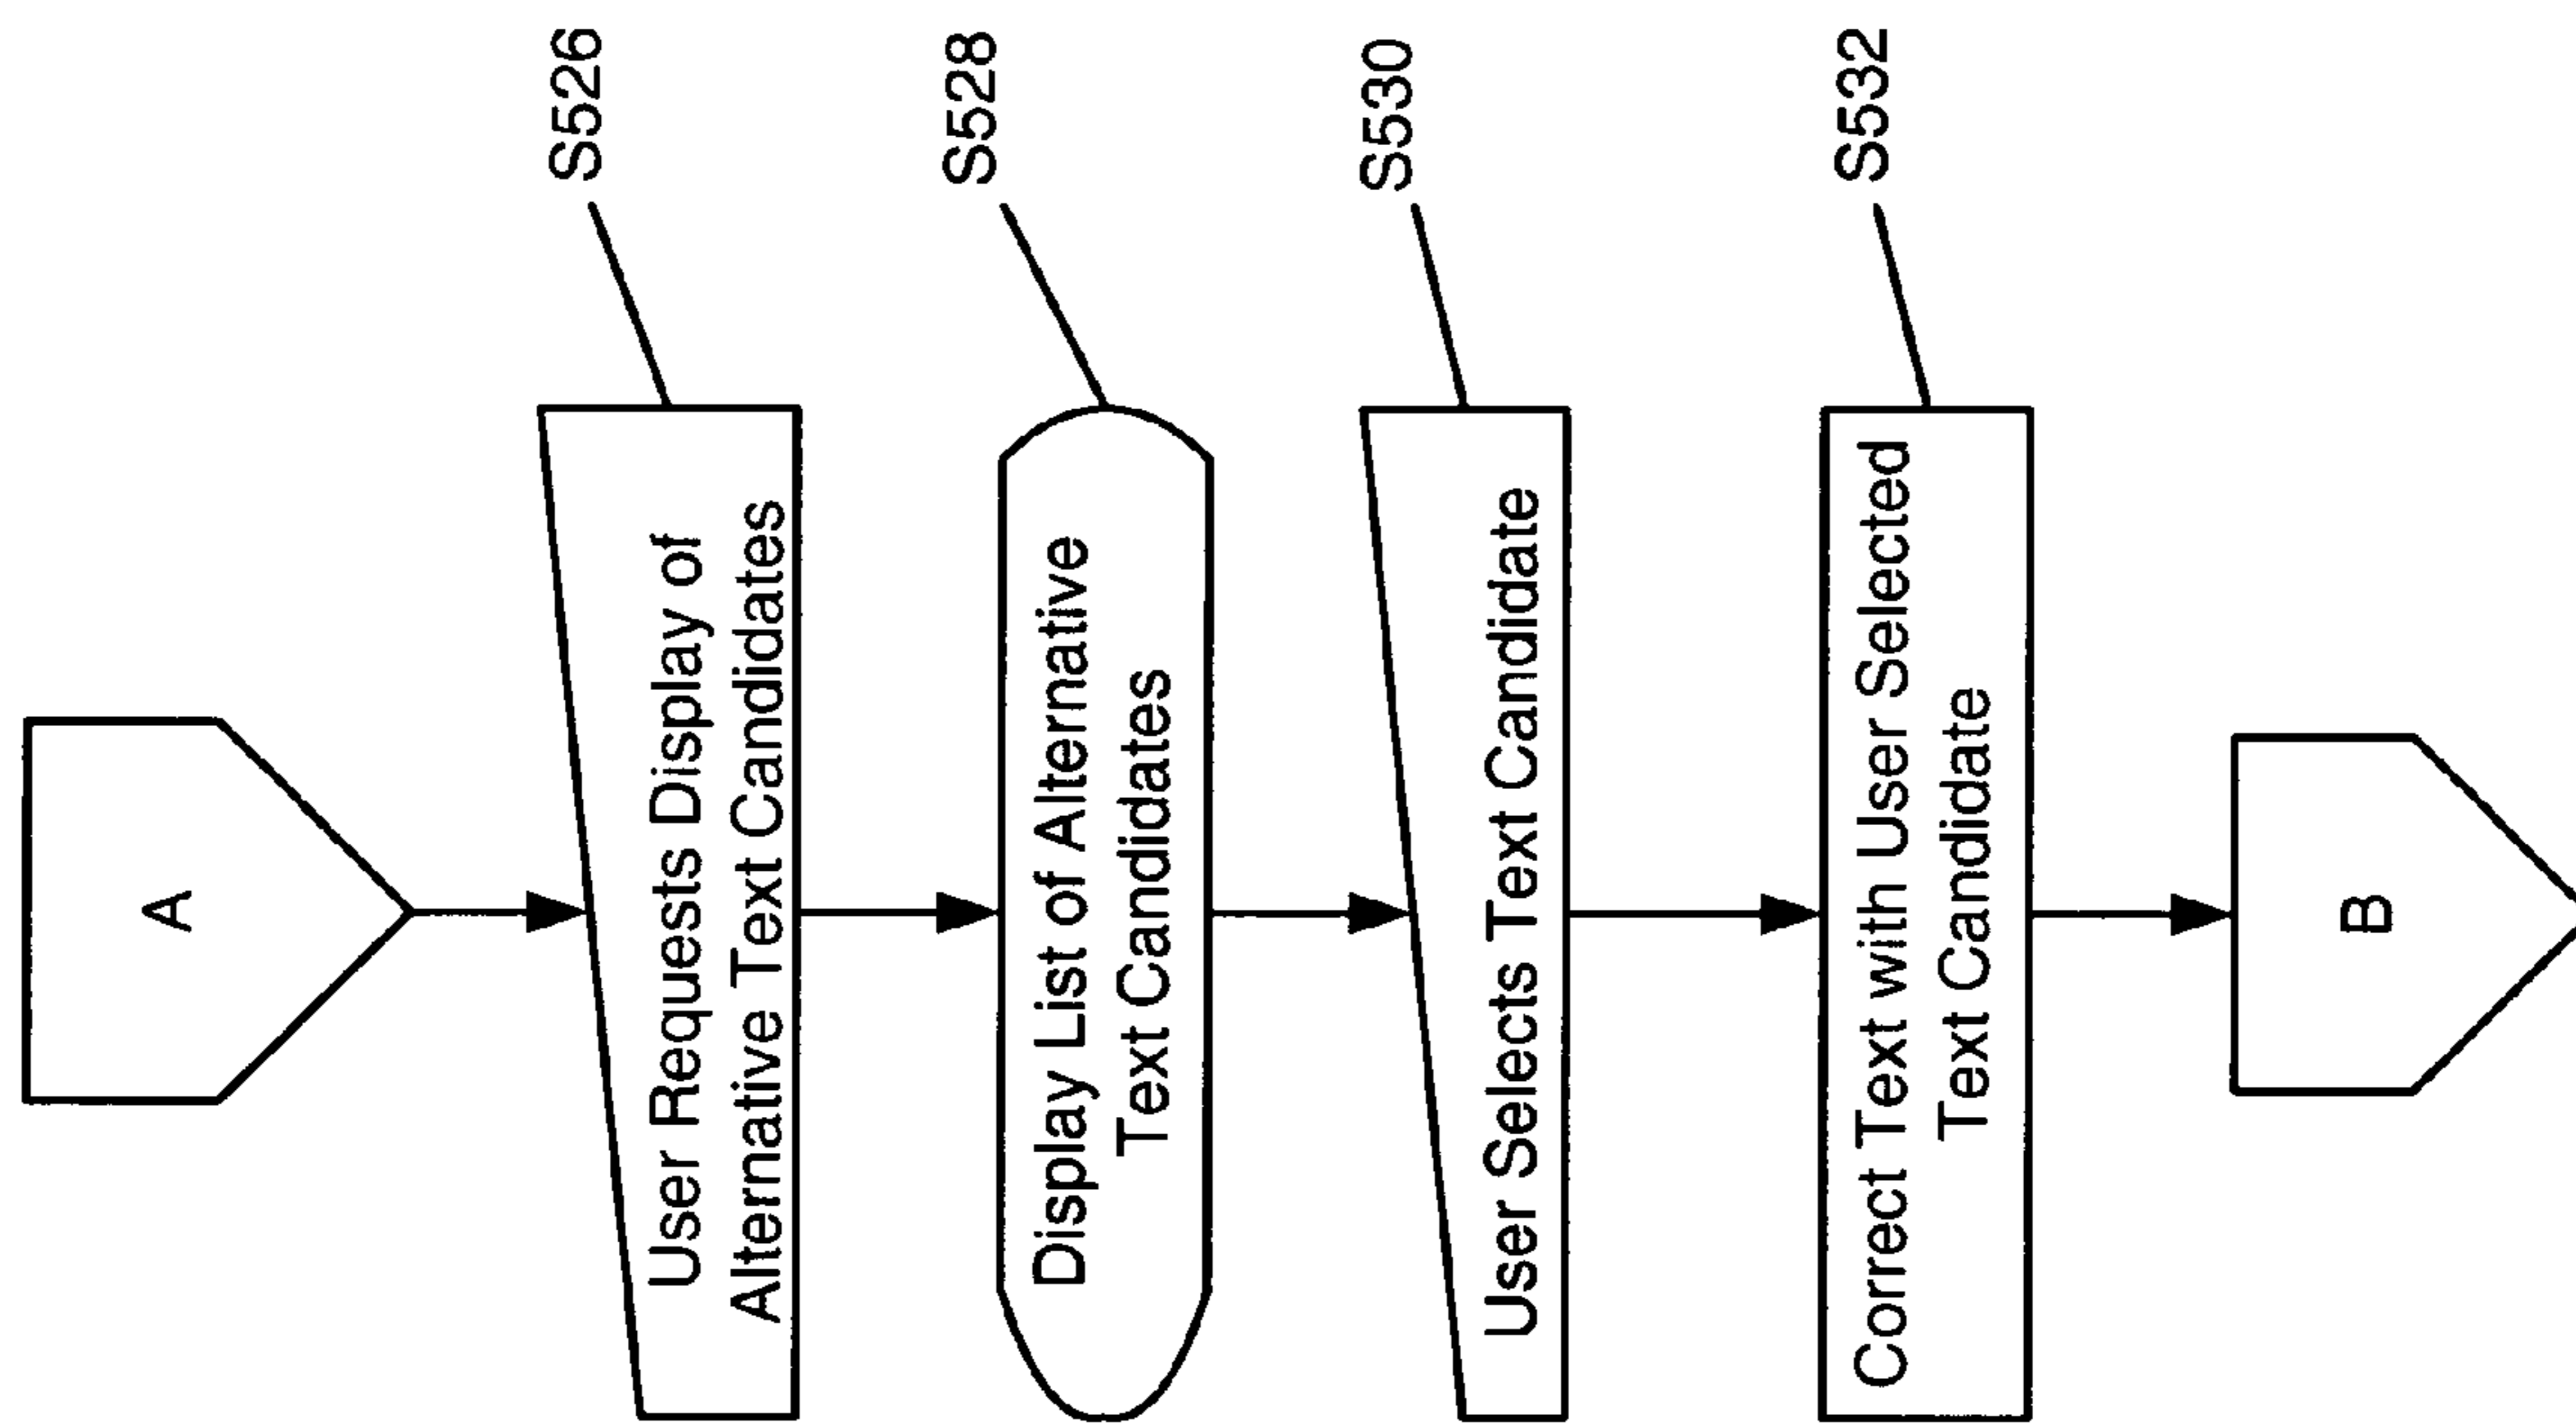 A
User Requests Display of
Alternative Text Candidates
S526
Display List of Alternative
Text Candidates
S528
User Selects Text Candidate
S530
Correct Text with User Selected
Text Candidate
S532
B